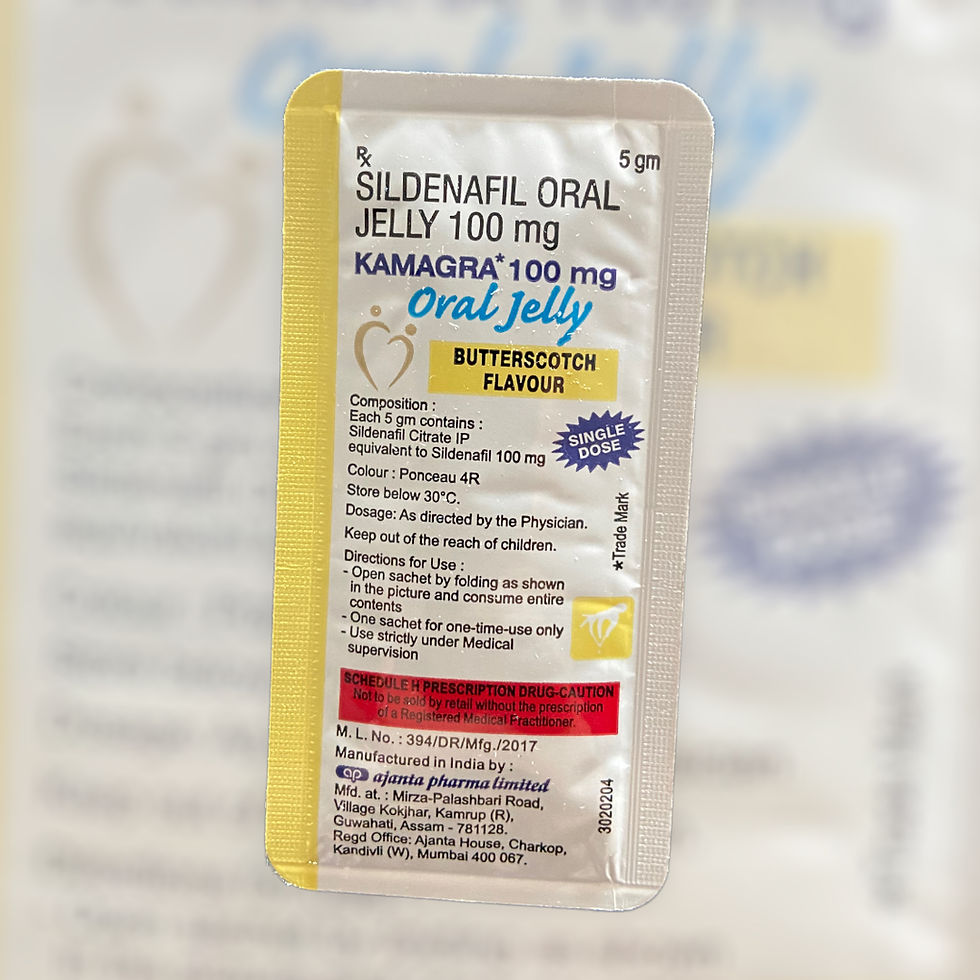 Rx
5 gm
SILDENAFIL ORAL
JELLY 100 mg
KAMAGRA* 100 mg
Oral Jelly
BUTTERSCOTCH
FLAVOUR
Composition :
Each 5 gm contains :
Sildenafil Citrate IP
equivalent to Sildenafil 100 mg
SINGLE
DOSE
Colour : Ponceau 4R
Store below 30°C.
Dosage: As directed by the Physician.
Keep out of the reach of children.
*Trade Mark
Directions for Use :
- Open sachet by folding as shown
in the picture and consume entire
contents
- One sachet for one-time-use only
- Use strictly under Medical
supervision
SCHEDULE H PRESCRIPTION DRUG-CAUTION
Not to be sold by retail without the prescription
of a Registered Medical Practitioner.
M. L. No. : 394/DR/Mfg./2017
Manufactured in India by :
ap ajanta pharma limited
Mfd. at. : Mirza-Palashbari Road,
Village Kokjhar, Kamrup (R),
Guwahati, Assam - 781128.
Regd Office: Ajanta House, Charkop,
Kandivli (W), Mumbai 400 067.
3020204